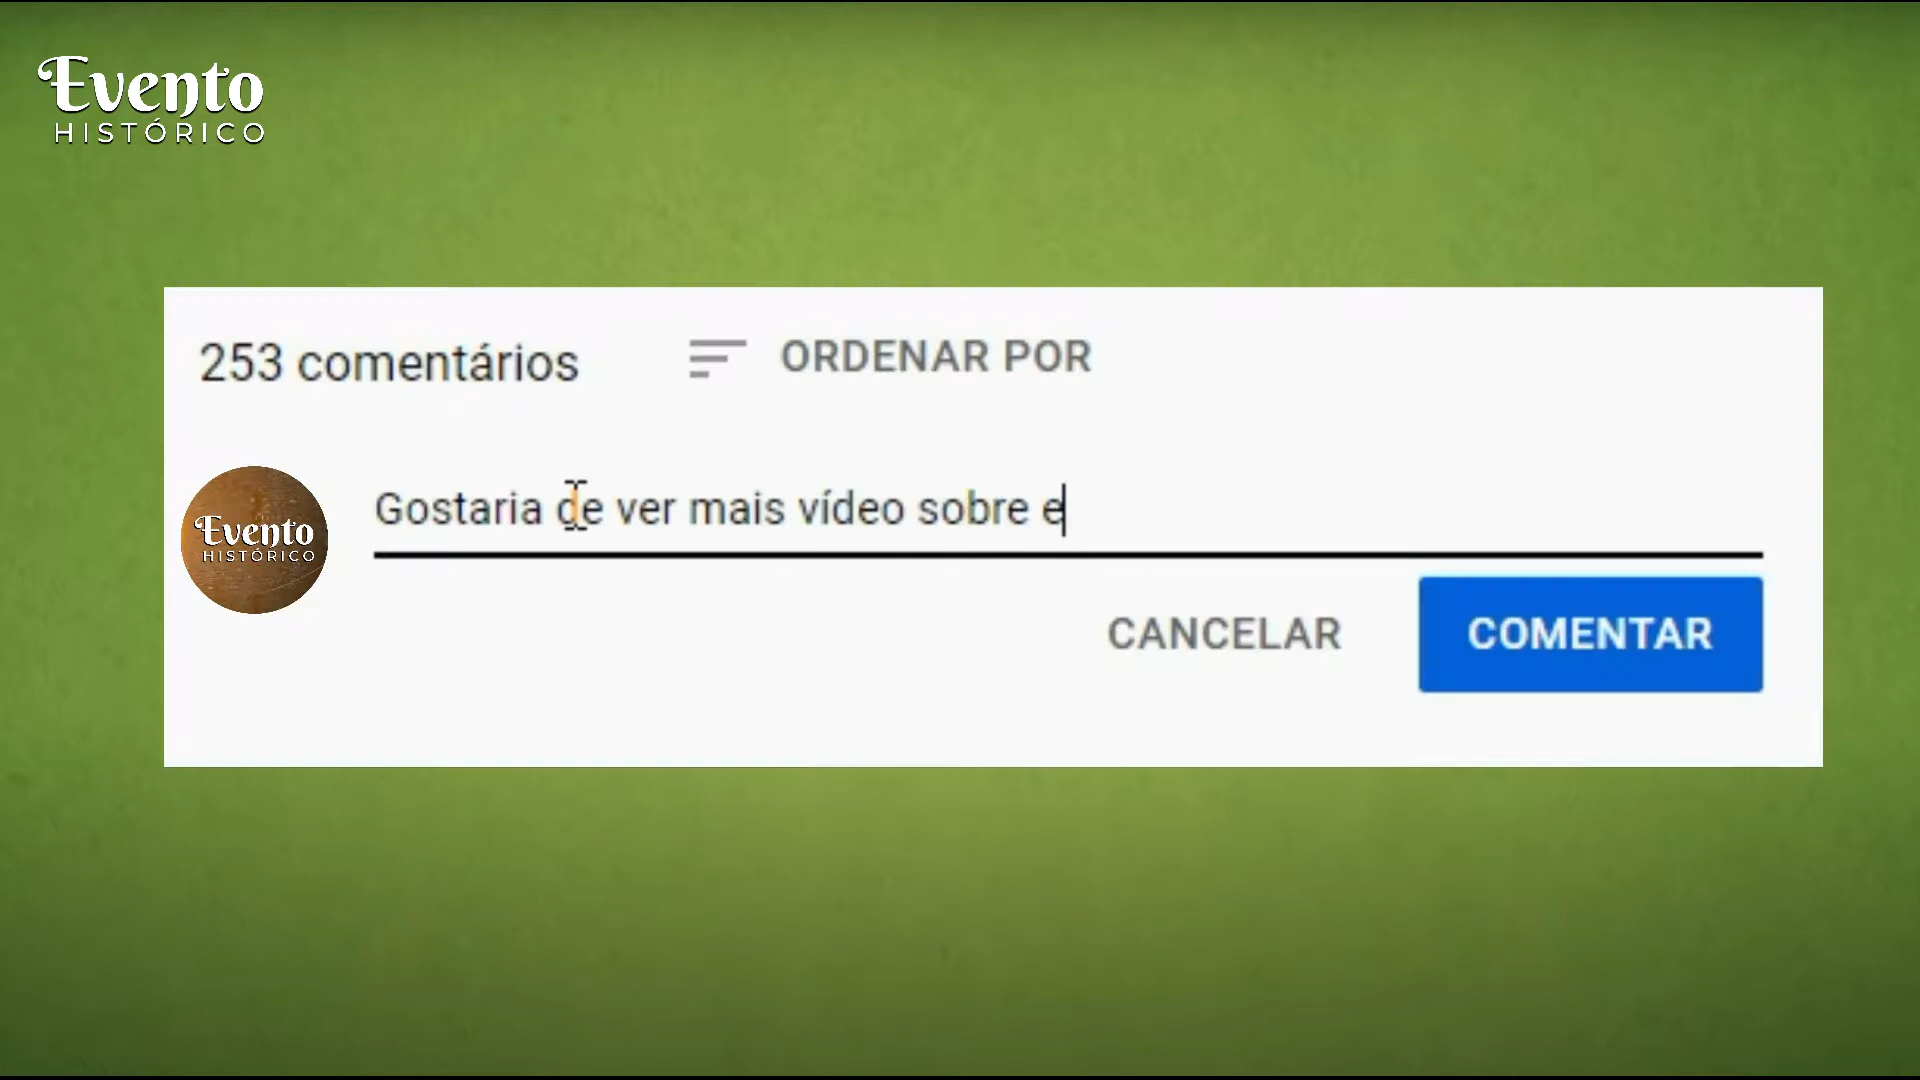 Evento
HISTÓRICO
253 comentários
ORDENAR POR
Evento
HISTÓRICO
Gostaria de ver mais vídeo sobre e
CANCELAR
COMENTAR